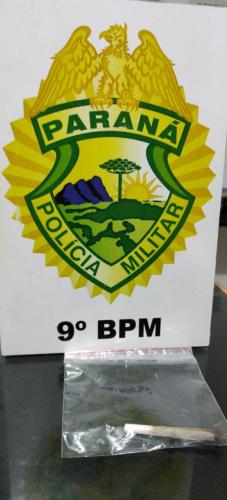 PARANÁ
POLÍCIA MILITAR
9º BPM